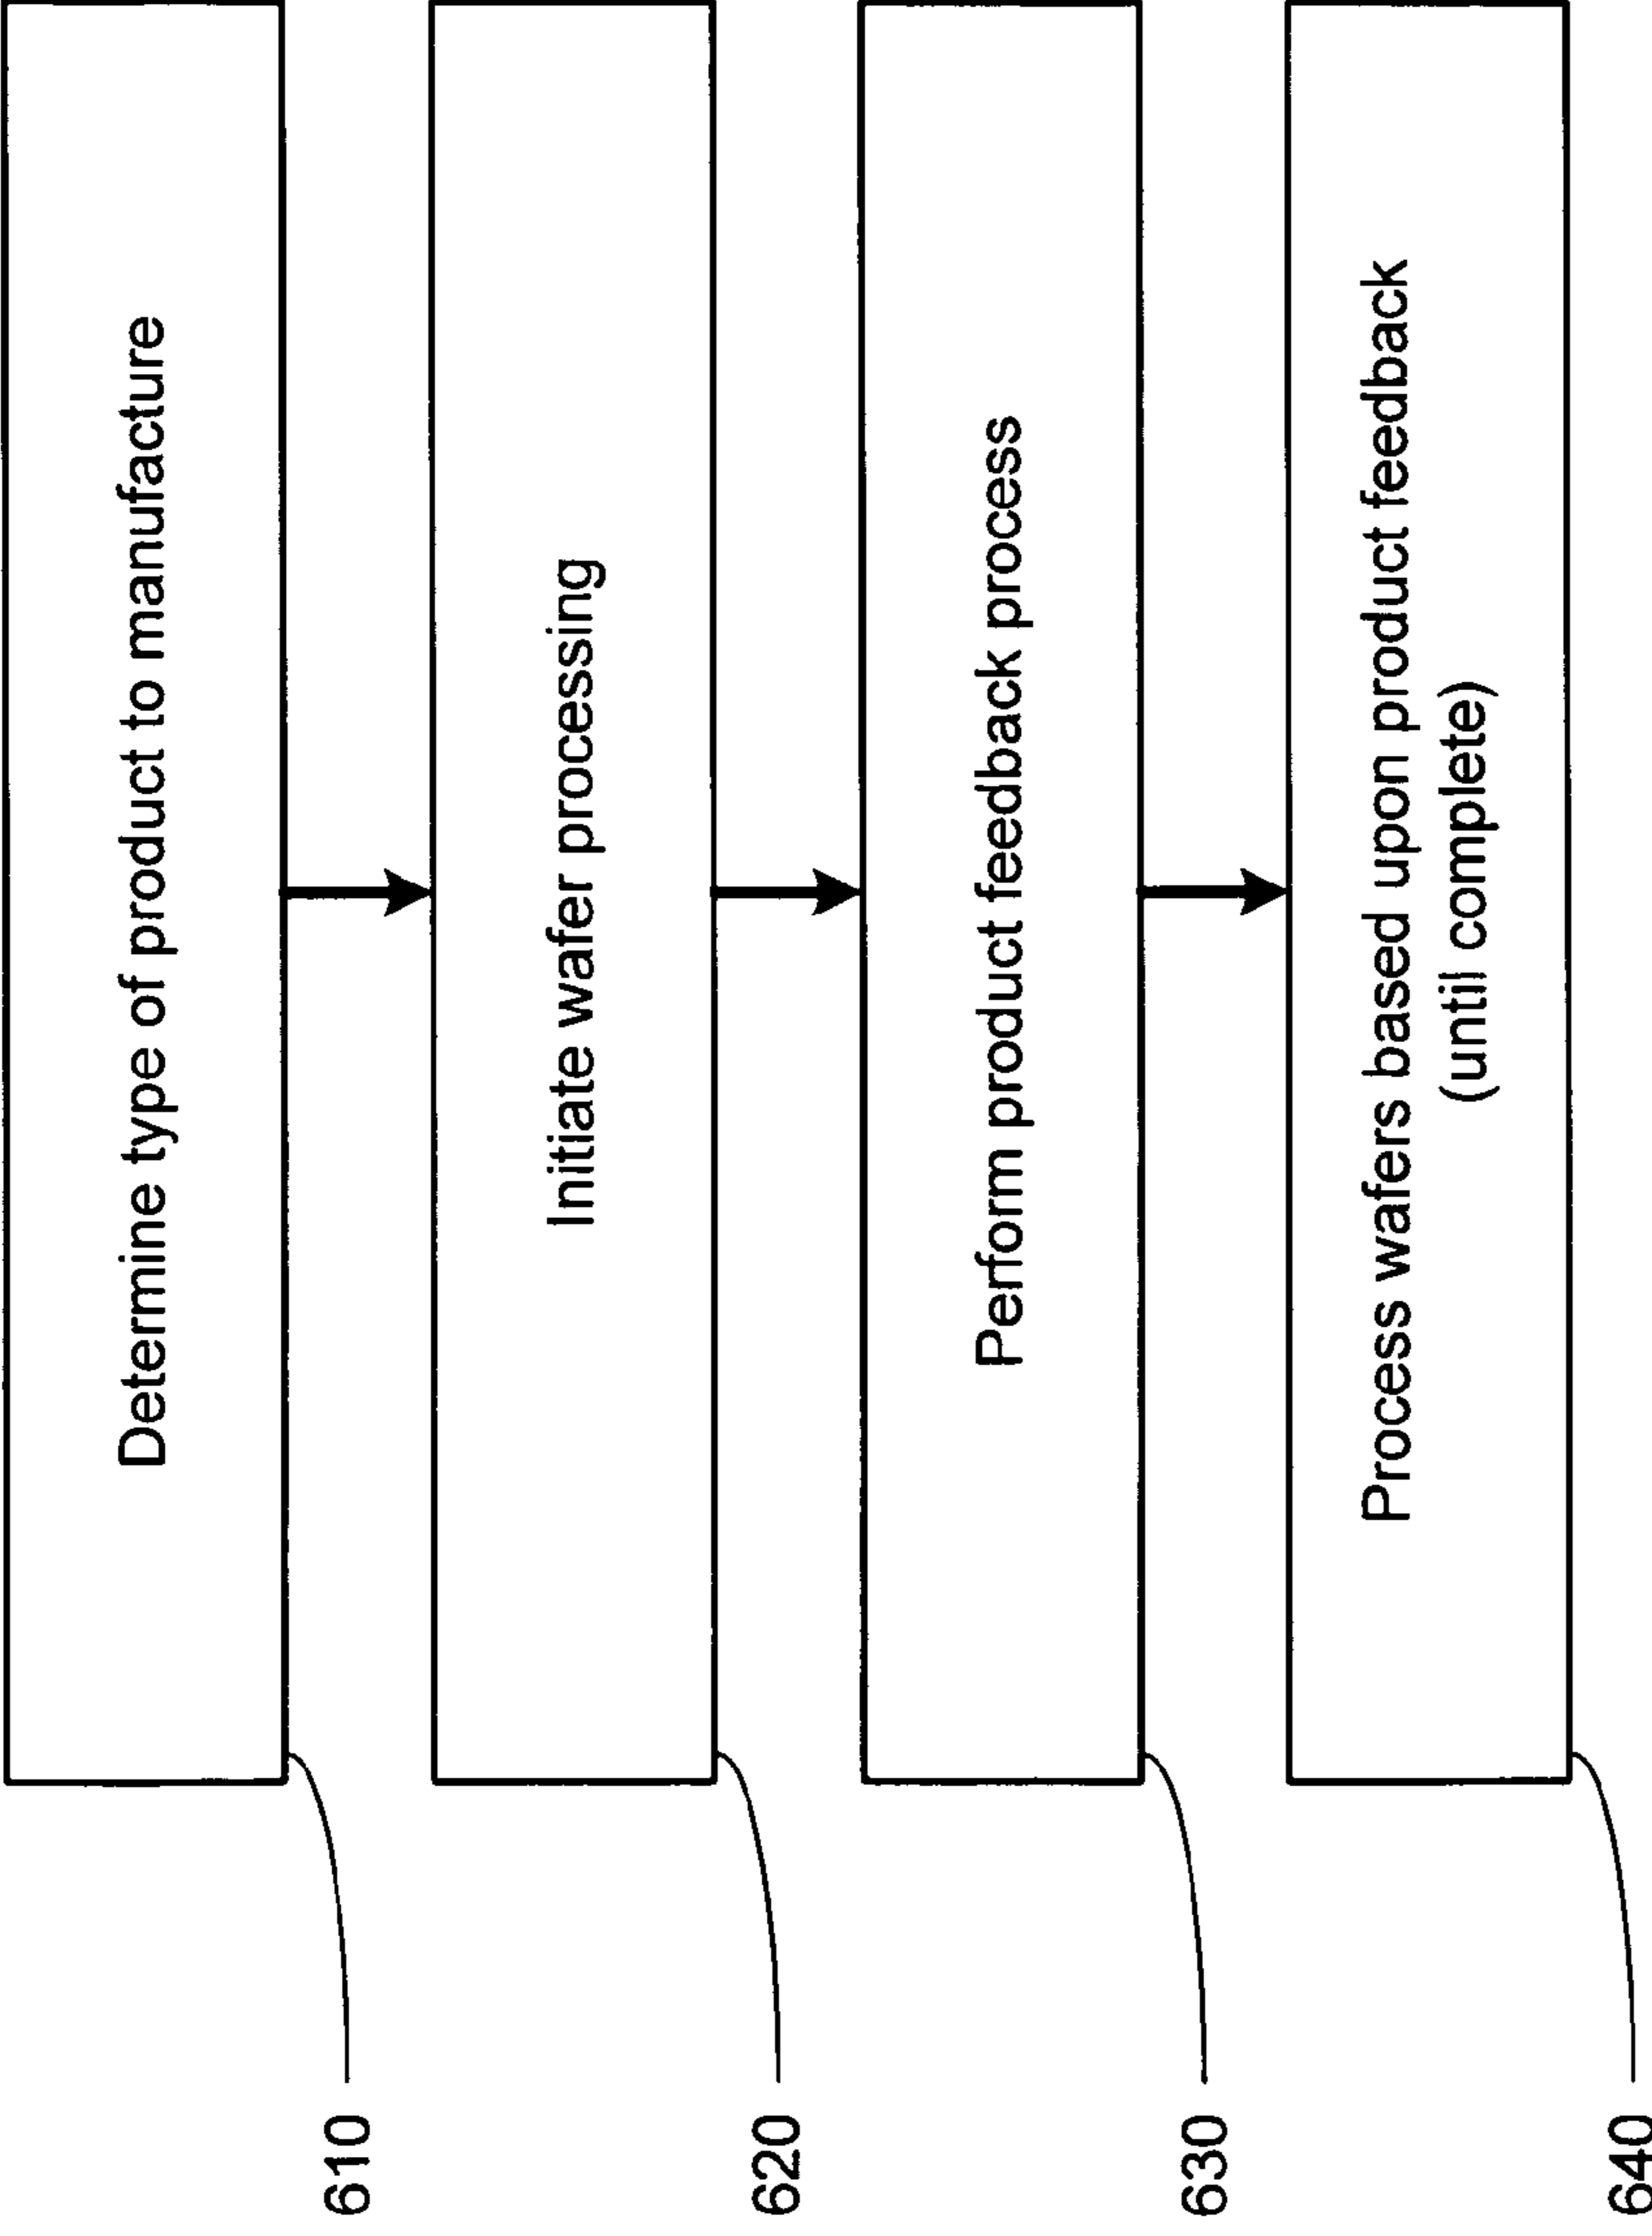 610
Determine type of product to manufacture
620
Initiate wafer processing
630
Perform product feedback process
640
Process wafers based upon product feedback
(until complete)